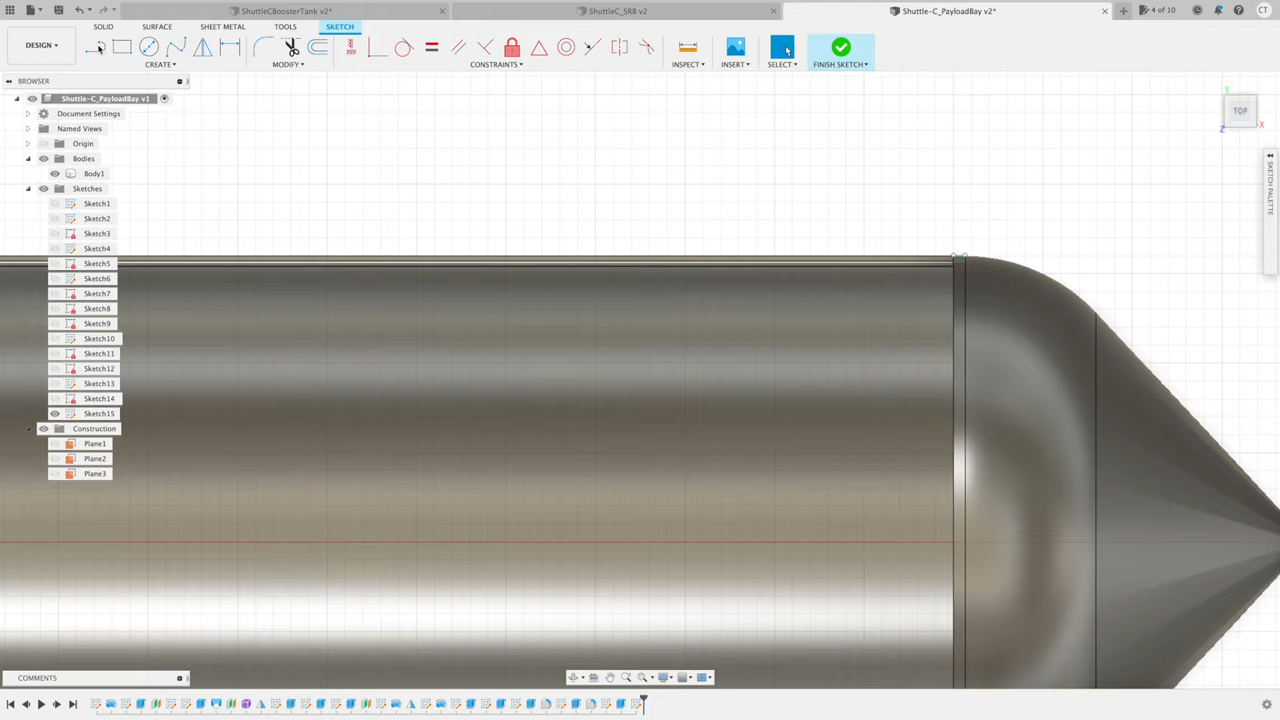 ShuttleCBoosterTank v2*
ShuttleC_SRB v2
Shuttle-C_PayloadBay v2*
4 of 10
CT
SOLID
SURFACE
SHEET METAL
TOOLS
SKETCH
DESIGN
CREATE
MODIFY
CONSTRAINTS
INSPECT
INSERT
SELECT
FINISH SKETCH
BROWSER
Shuttle-C_PayloadBay v1
Document Settings
Named Views
Origin
Bodies
Body1
Sketches
Sketch1
Sketch2
Sketch3
Sketch4
Sketch5
Sketch6
Sketch7
Sketch8
Sketch9
Sketch10
Sketch11
Sketch12
Sketch13
Sketch14
Sketch15
Construction
Plane1
Plane2
Plane3
Y
TOP
Z
X
SKETCH PALETTE
COMMENTS